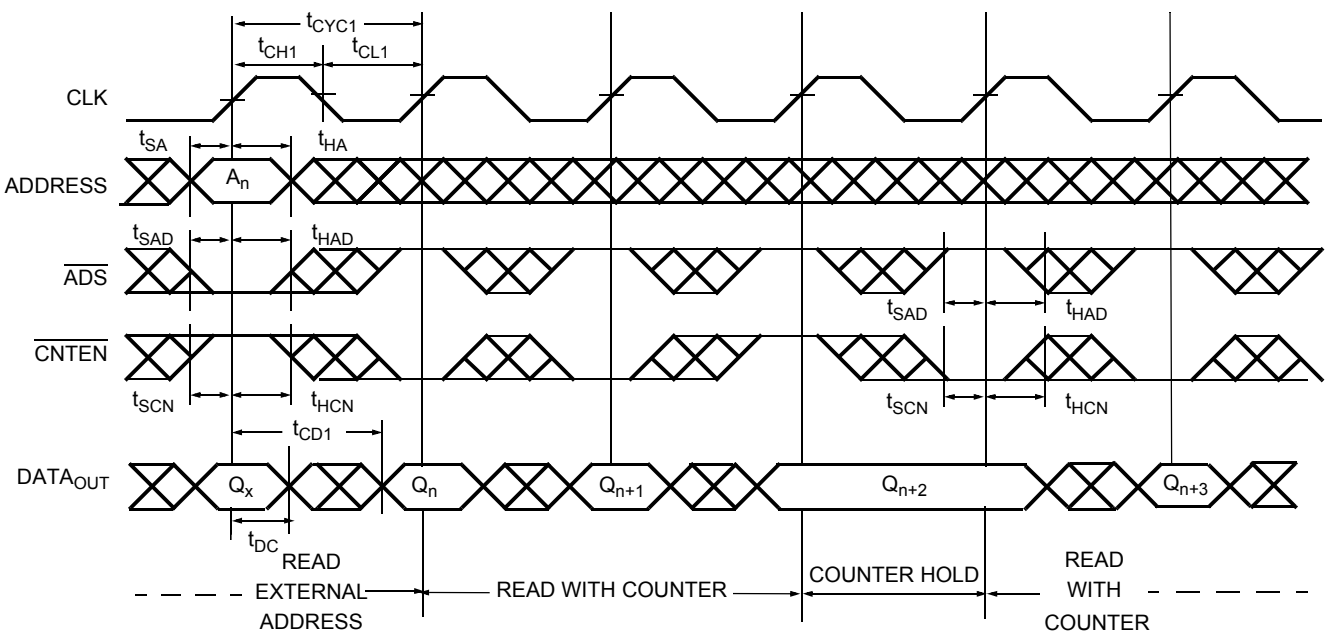 tCYC1
tCH1
tCL1
CLK
tSA
tHA
ADDRESS
An
tSAD
tHAD
ADS
tSAD
tHAD
CNTEN
tSCN
tHCN
tSCN
tHCN
tCD1
DATAOUT
Qx
Qn
Qn+1
Qn+2
Qn+3
tDC
READ
EXTERNAL
ADDRESS
READ WITH COUNTER
COUNTER HOLD
READ
WITH
COUNTER